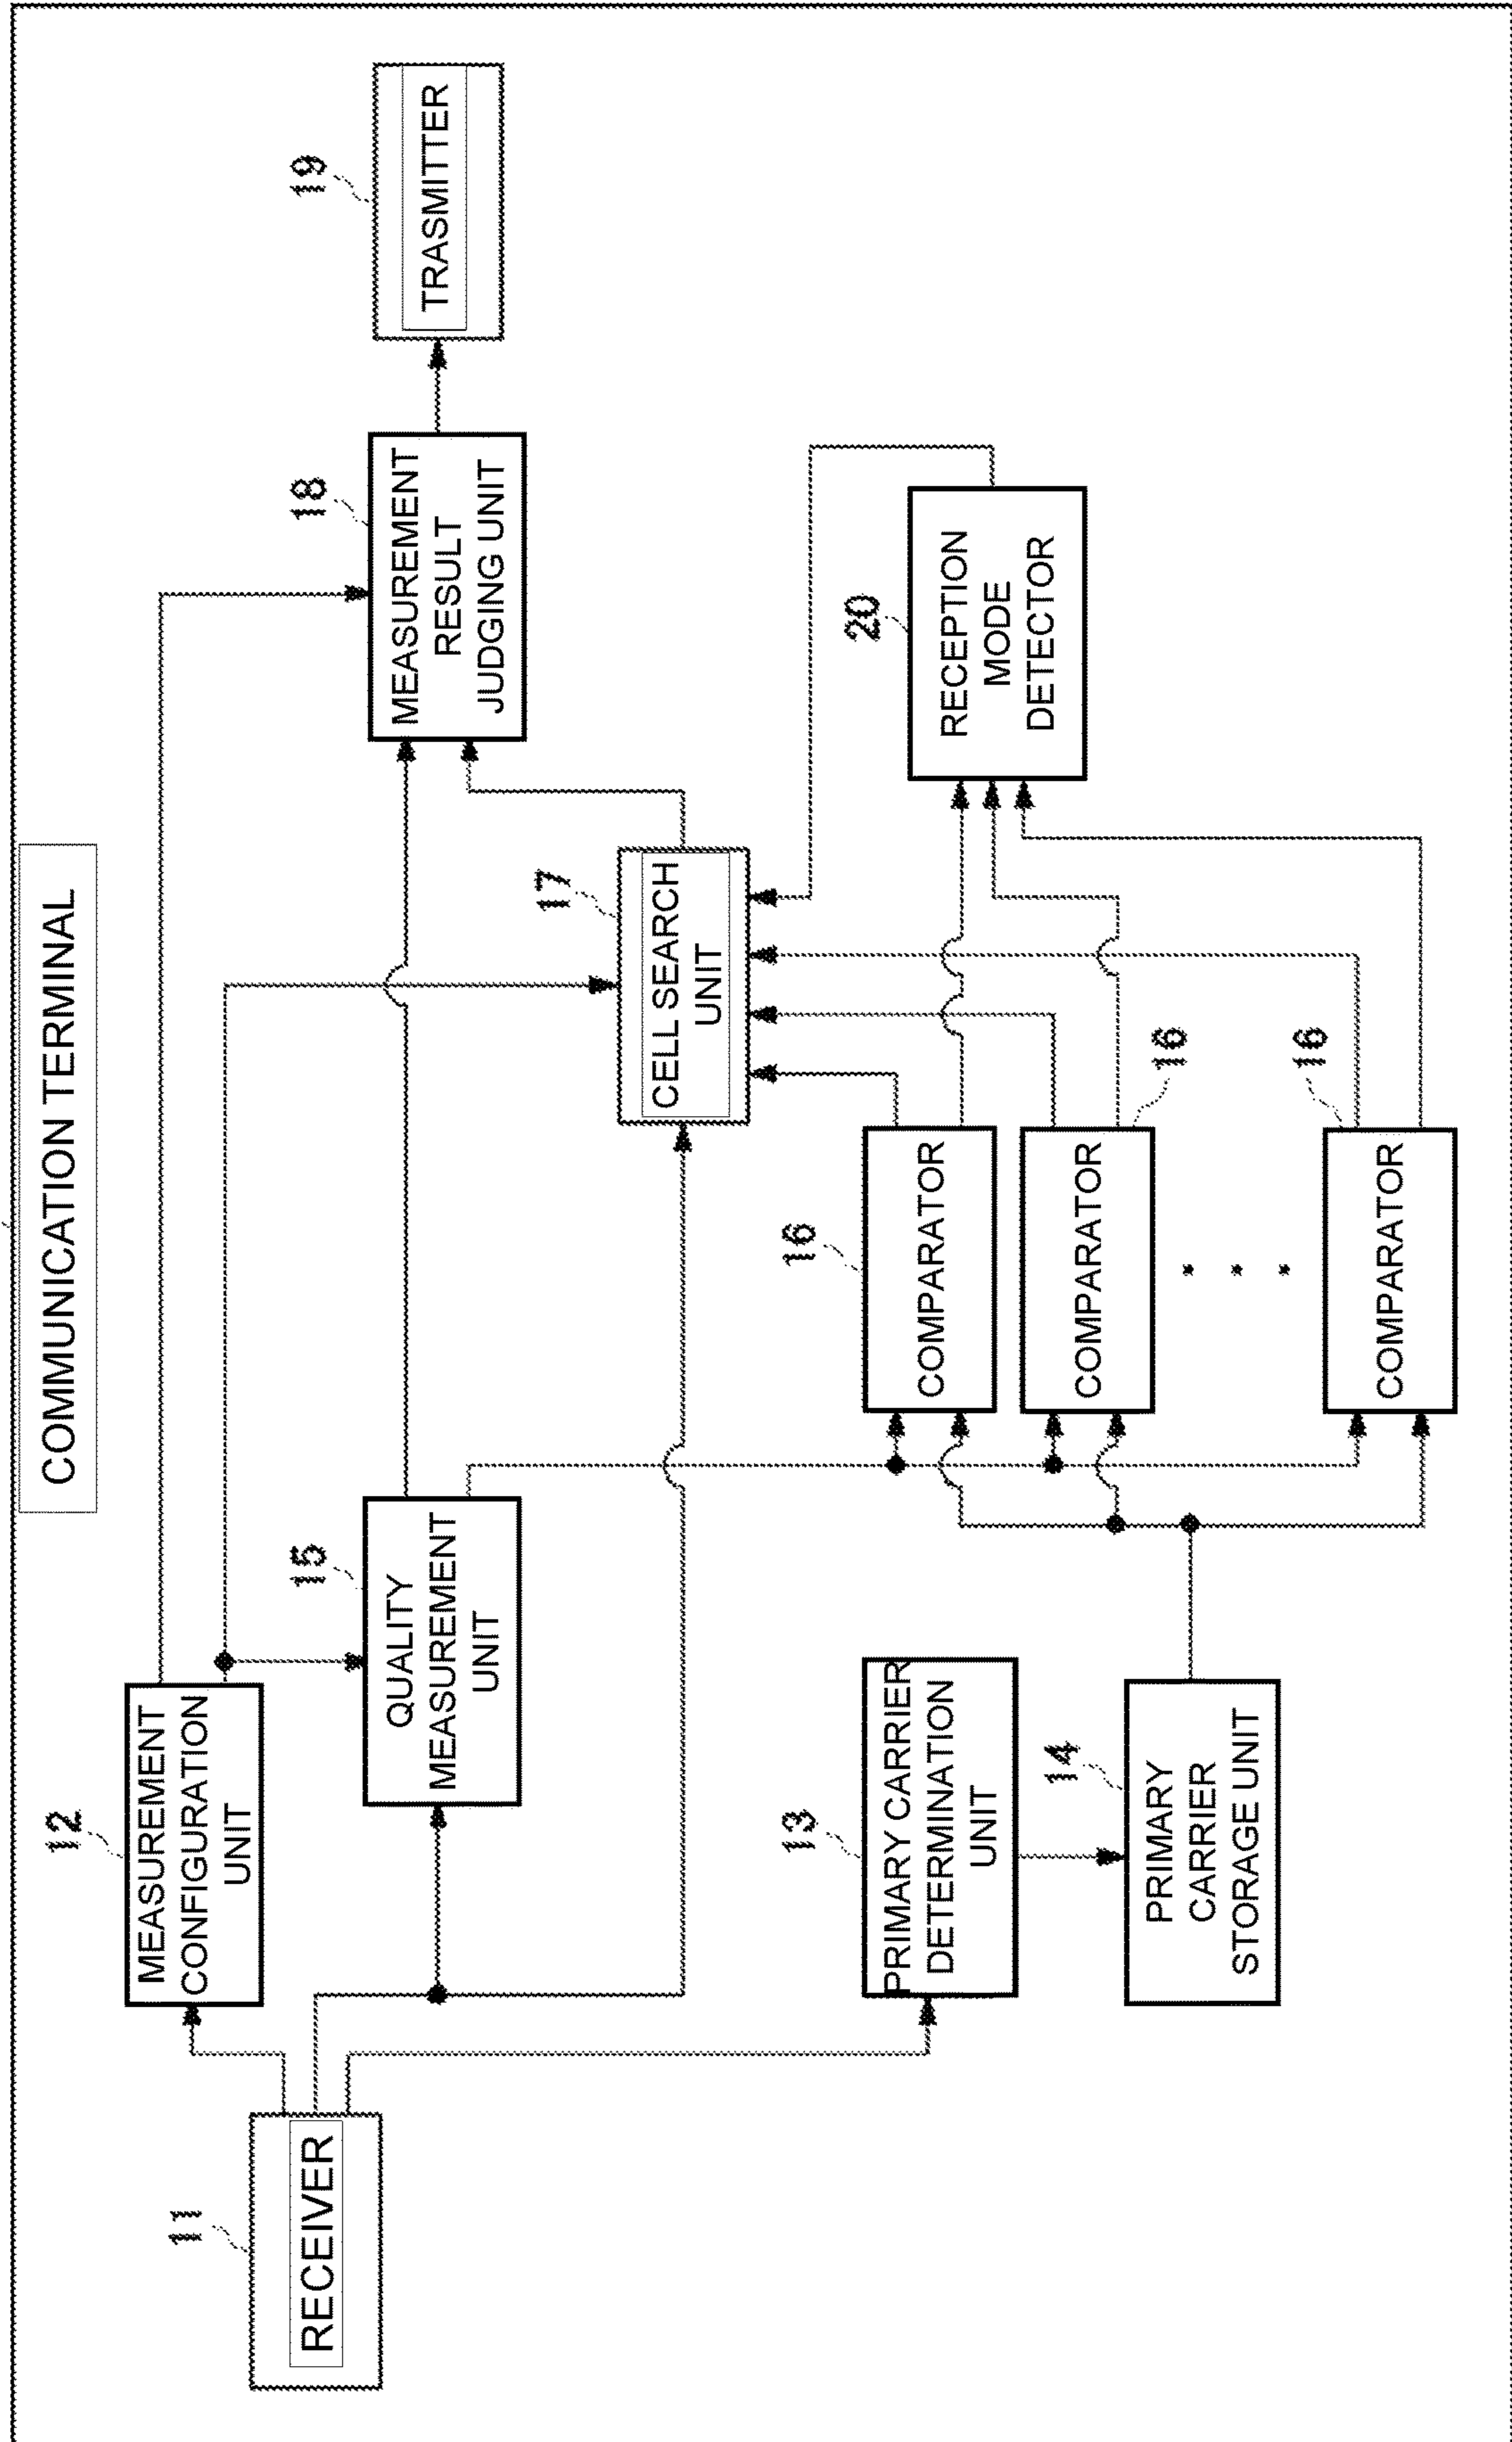 COMMUNICATION TERMINAL
11
RECEIVER
12
MEASUREMENT
CONFIGURATION
UNIT
15
QUALITY
MEASUREMENT
UNIT
13
PRIMARY CARRIER
DETERMINATION
UNIT
14
PRIMARY
CARRIER
STORAGE UNIT
16
COMPARATOR
16
COMPARATOR
16
COMPARATOR
17
CELL SEARCH
UNIT
18
MEASUREMENT
RESULT
JUDGING UNIT
19
TRASMITTER
20
RECEPTION
MODE
DETECTOR